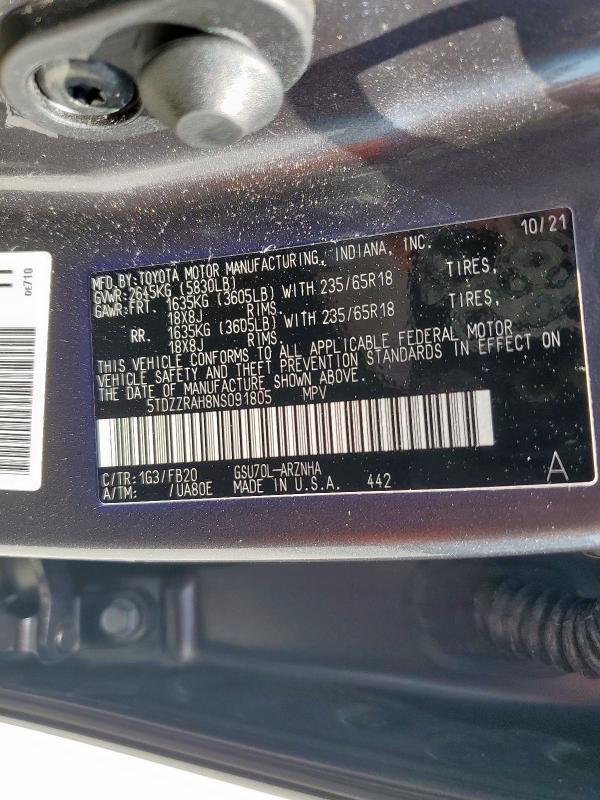 10/21
MFD.BY:TOYOTA MOTOR MANUFACTURING, INDIANA, INC.
GVWR:2645KG (5830LB)
GAWR:FRT. 1635KG (3605LB) WITH 235/65R18 TIRES,
18X8J RIMS.
RR. 1635KG (3605LB) WITH 235/65R18 TIRES,
18X8J RIMS.
THIS VEHICLE CONFORMS TO ALL APPLICABLE FEDERAL MOTOR
VEHICLE SAFETY AND THEFT PREVENTION STANDARDS IN EFFECT ON
THE DATE OF MANUFACTURE SHOWN ABOVE.
5TDZZRAH8NS091805 MPV
C/TR:1G3/FB20 GSU70L-ARZNHA
A/TM: /UA80E MADE IN U.S.A. 442
A
0E710